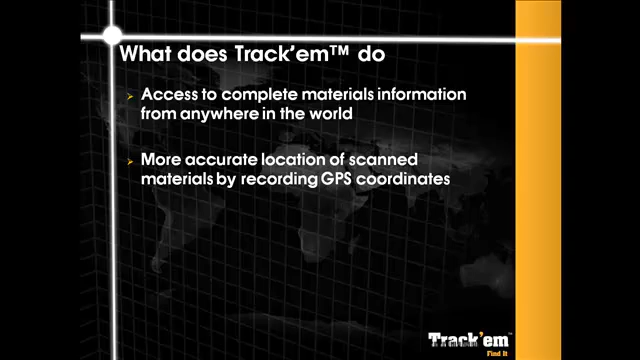 What does Track'em™ do
Access to complete materials information
from anywhere in the world
More accurate location of scanned
materials by recording GPS coordinates
Track'em™
Find It